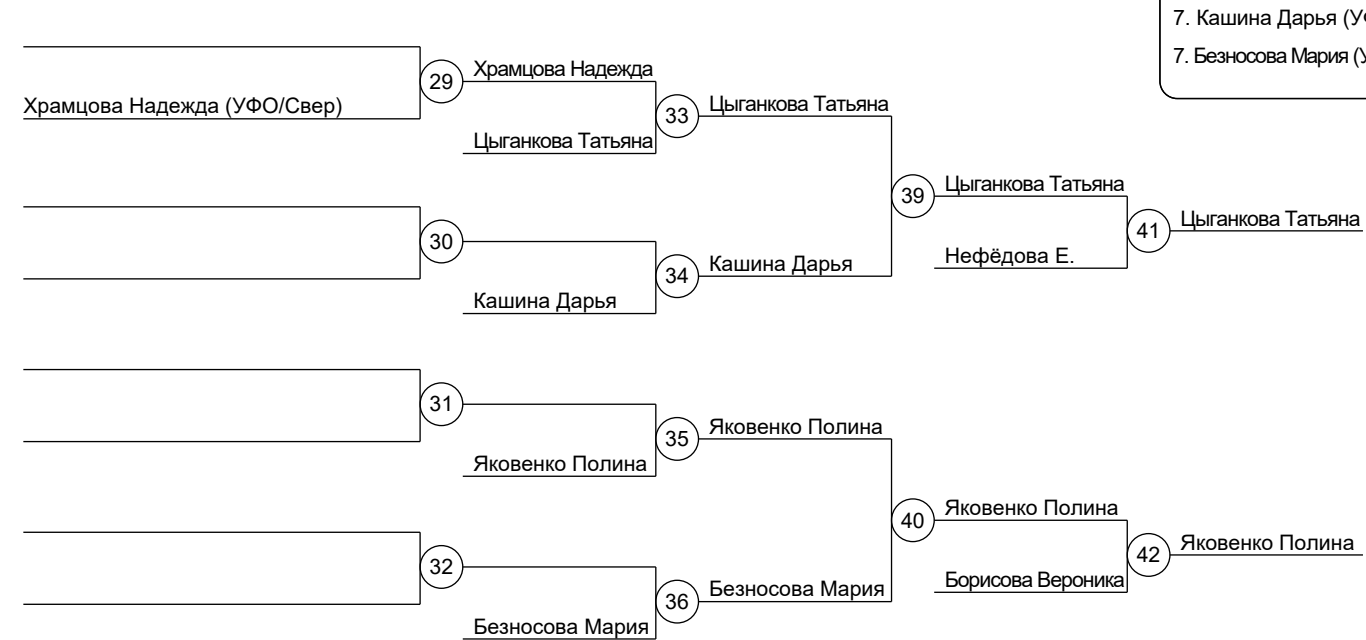 7. Кашина Дарья (УФ
7. Безносова Мария (У
29
Храмцова Надежда
Храмцова Надежда (УФО/Свер)
33
Цыганкова Татьяна
Цыганкова Татьяна
39
Цыганкова Татьяна
41
Цыганкова Татьяна
30
34
Кашина Дарья
Нефёдова Е.
Кашина Дарья
31
35
Яковенко Полина
Яковенко Полина
40
Яковенко Полина
42
Яковенко Полина
32
36
Безносова Мария
Борисова Вероника
Безносова Мария